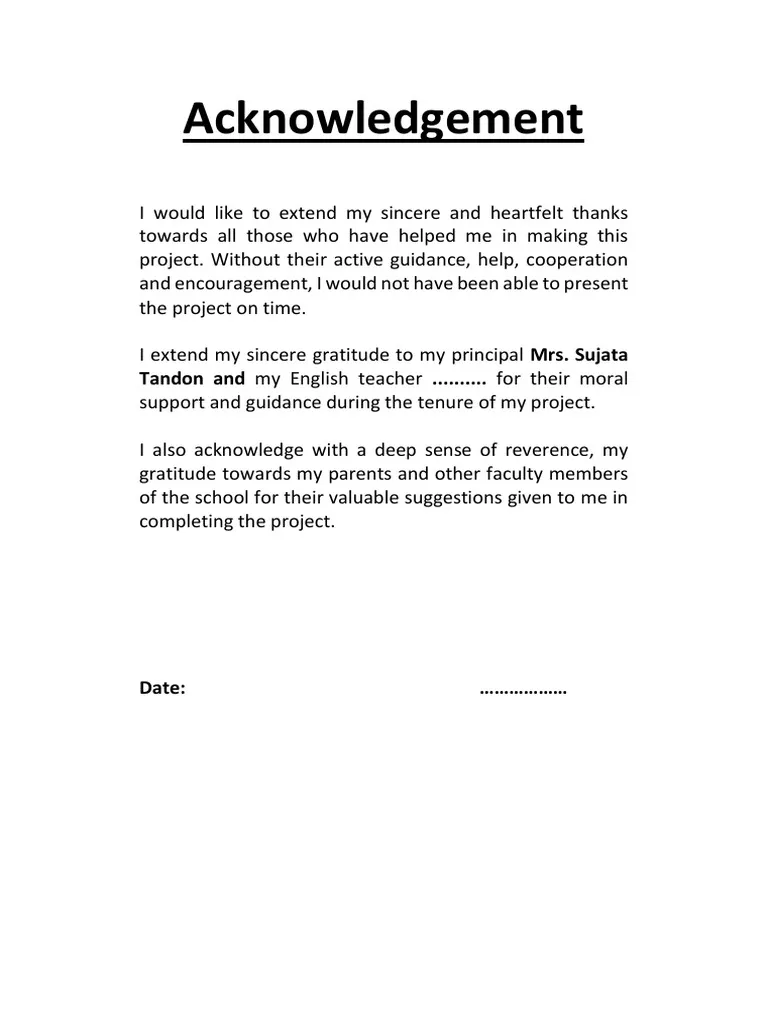 Acknowledgement
I would like to extend my sincere and heartfelt thanks
towards all those who have helped me in making this
project. Without their active guidance, help, cooperation
and encouragement, I would not have been able to present
the project on time.
I extend my sincere gratitude to my principal Mrs. Sujata
Tandon and my English teacher .......... for their moral
support and guidance during the tenure of my project.
I also acknowledge with a deep sense of reverence, my
gratitude towards my parents and other faculty members
of the school for their valuable suggestions given to me in
completing the project.
Date: ………………